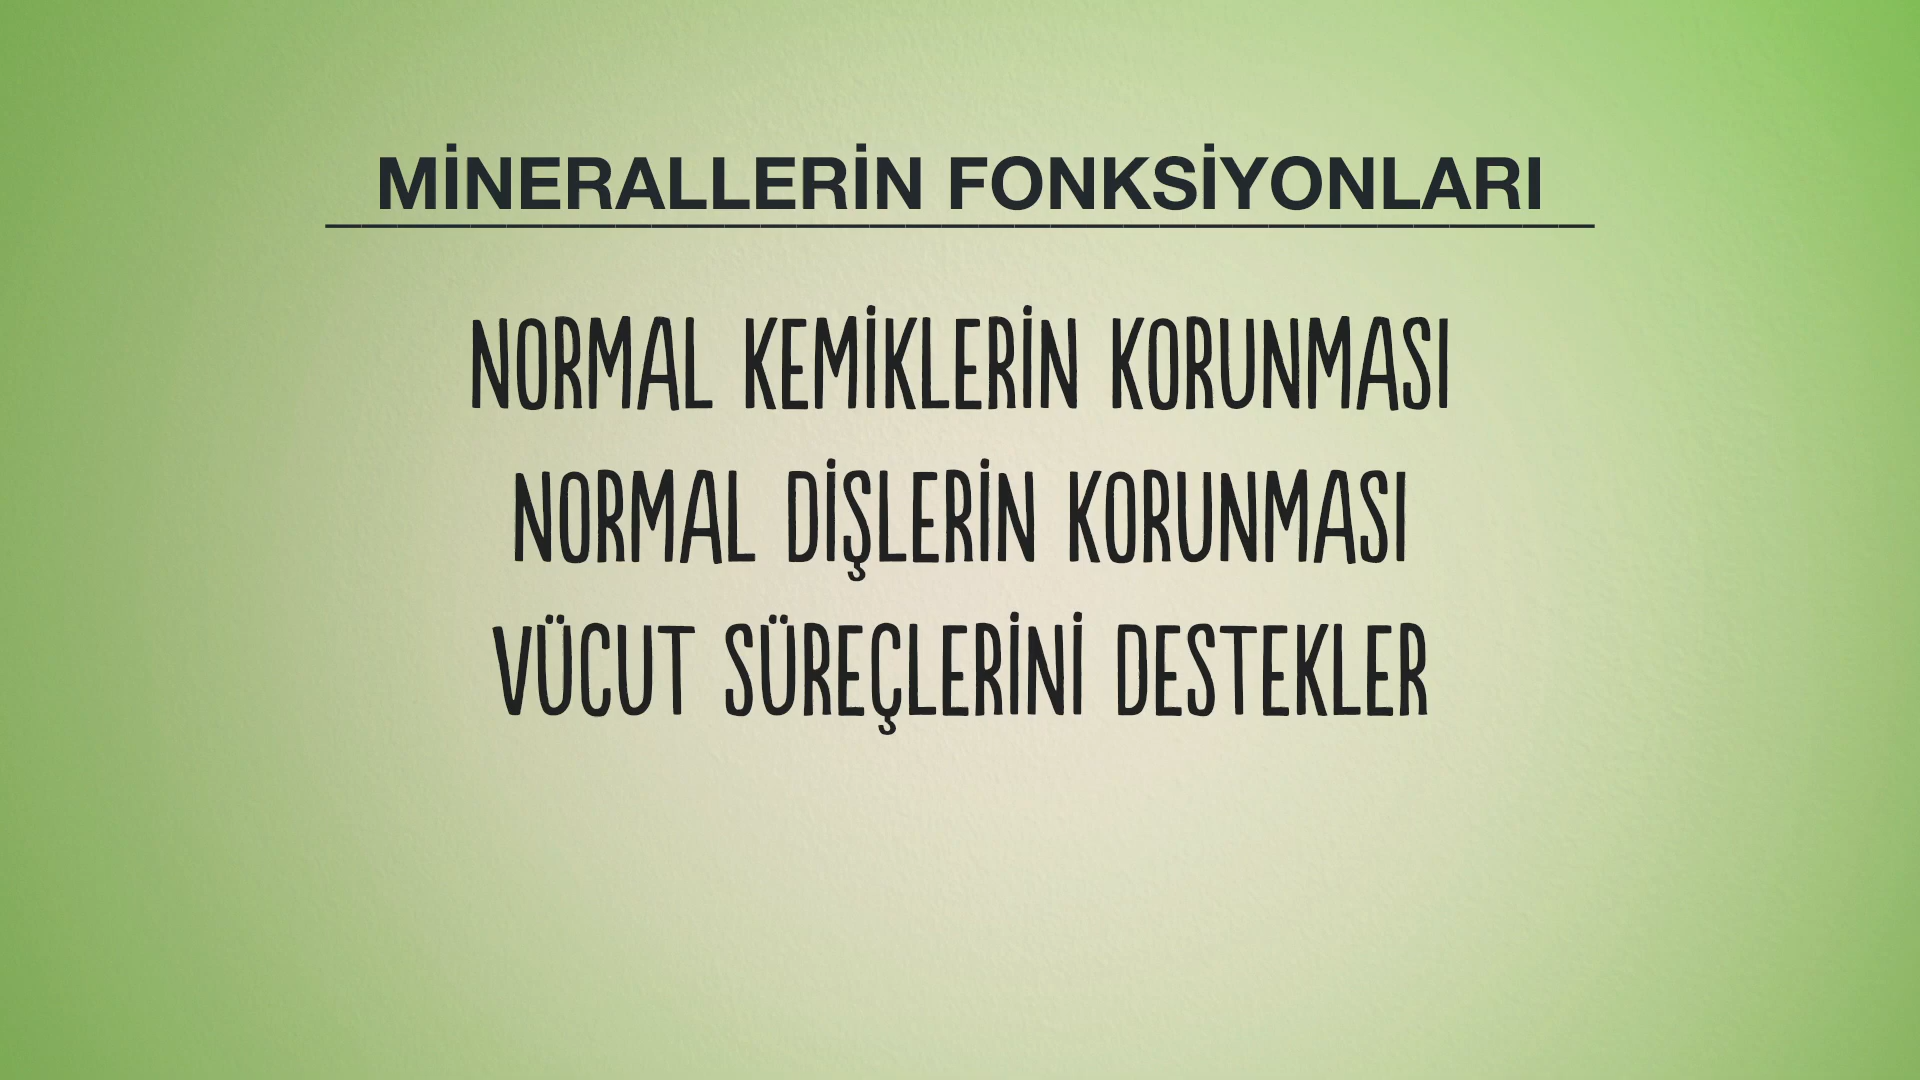 MİNERALLERİN FONKSİYONLARI
NORMAL KEMİKLERİN KORUNMASI
NORMAL DİŞLERİN KORUNMASI
VÜCUT SÜREÇLERİNİ DESTEKLER